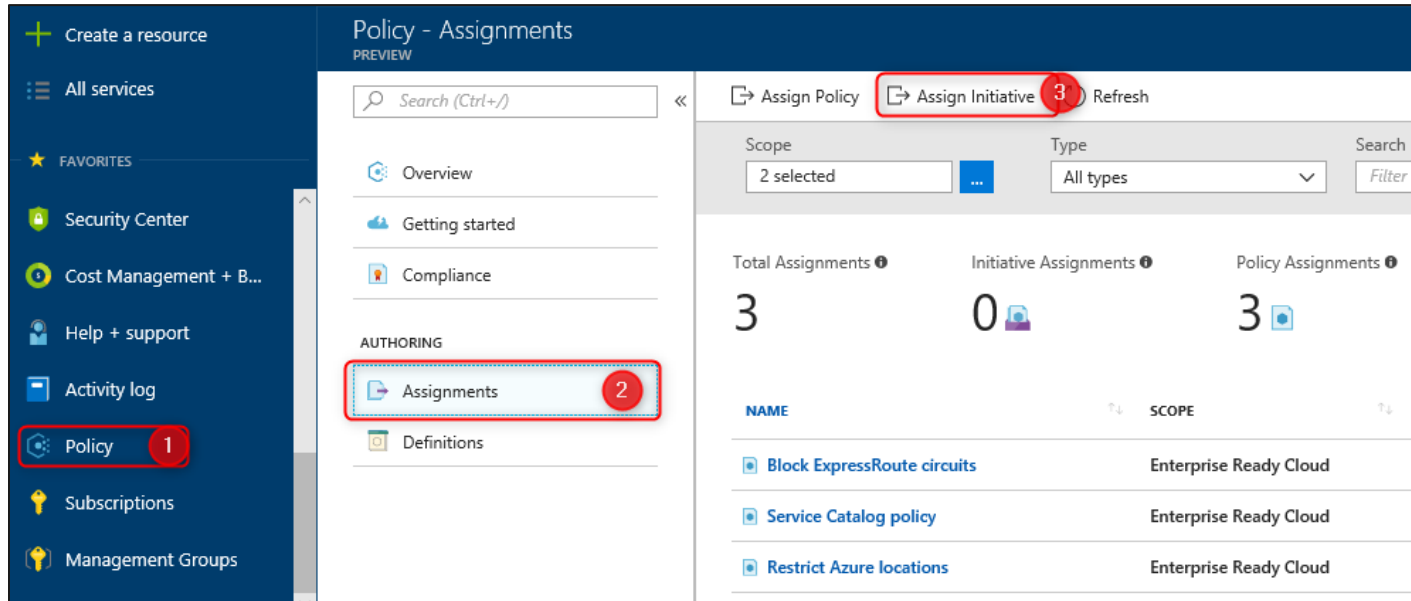 Create a resource
All services
FAVORITES
Security Center
Cost Management + B...
Help + support
Activity log
Policy 1
Subscriptions
Management Groups
Policy - Assignments
PREVIEW
Search (Ctrl+/)
«
Overview
Getting started
Compliance
AUTHORING
Assignments 2
Definitions
Assign Policy Assign Initiative 3 Refresh
Scope Type Search
2 selected ... All types Filter
Total Assignments Initiative Assignments Policy Assignments
3 0 3
NAME SCOPE
Block ExpressRoute circuits Enterprise Ready Cloud
Service Catalog policy Enterprise Ready Cloud
Restrict Azure locations Enterprise Ready Cloud